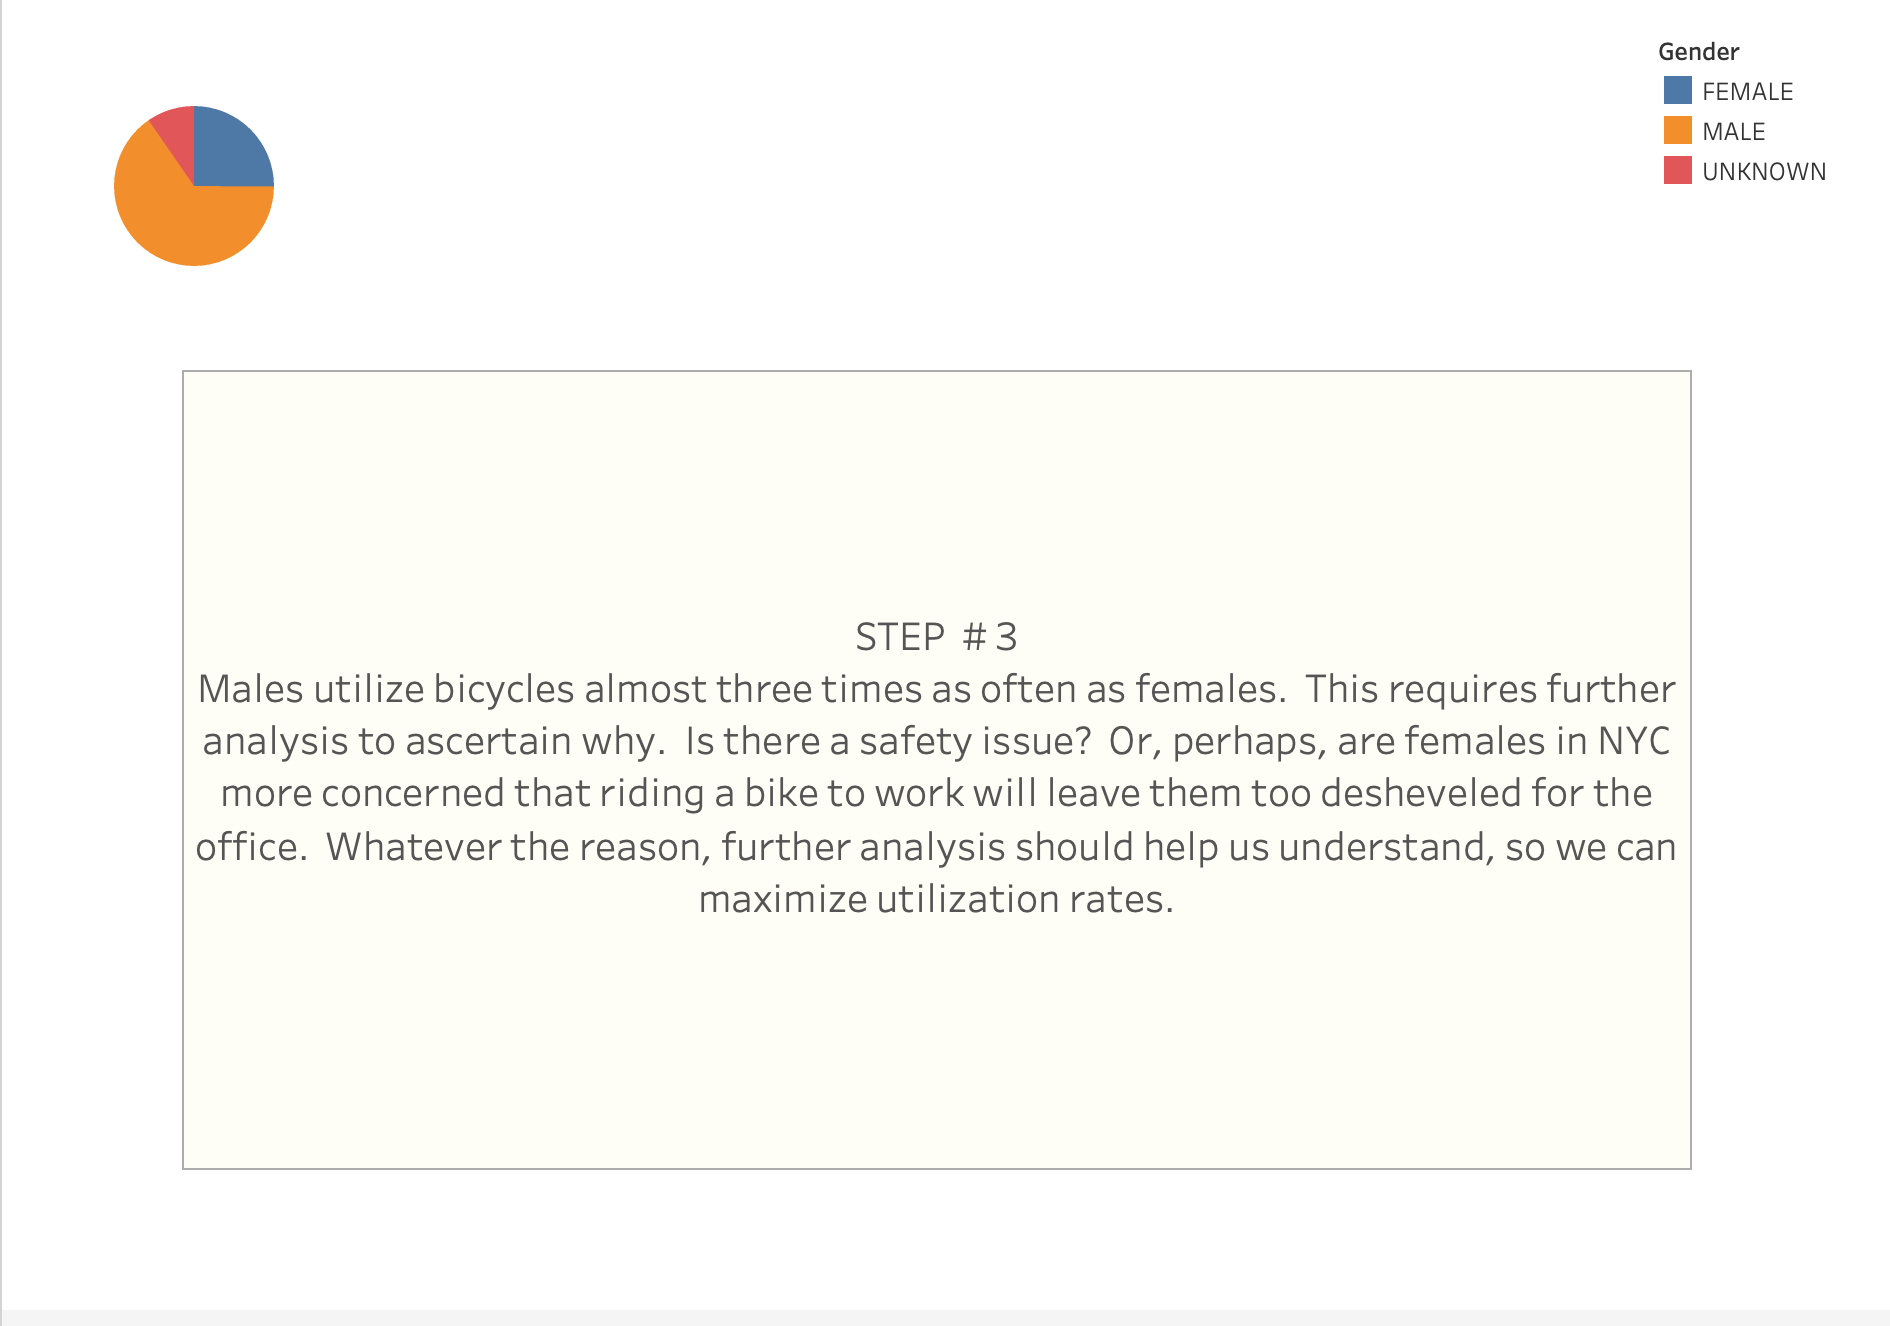 Gender
FEMALE
MALE
UNKNOWN
STEP # 3
Males utilize bicycles almost three times as often as females. This requires further
analysis to ascertain why. Is there a safety issue? Or, perhaps, are females in NYC
more concerned that riding a bike to work will leave them too desheveled for the
office. Whatever the reason, further analysis should help us understand, so we can
maximize utilization rates.